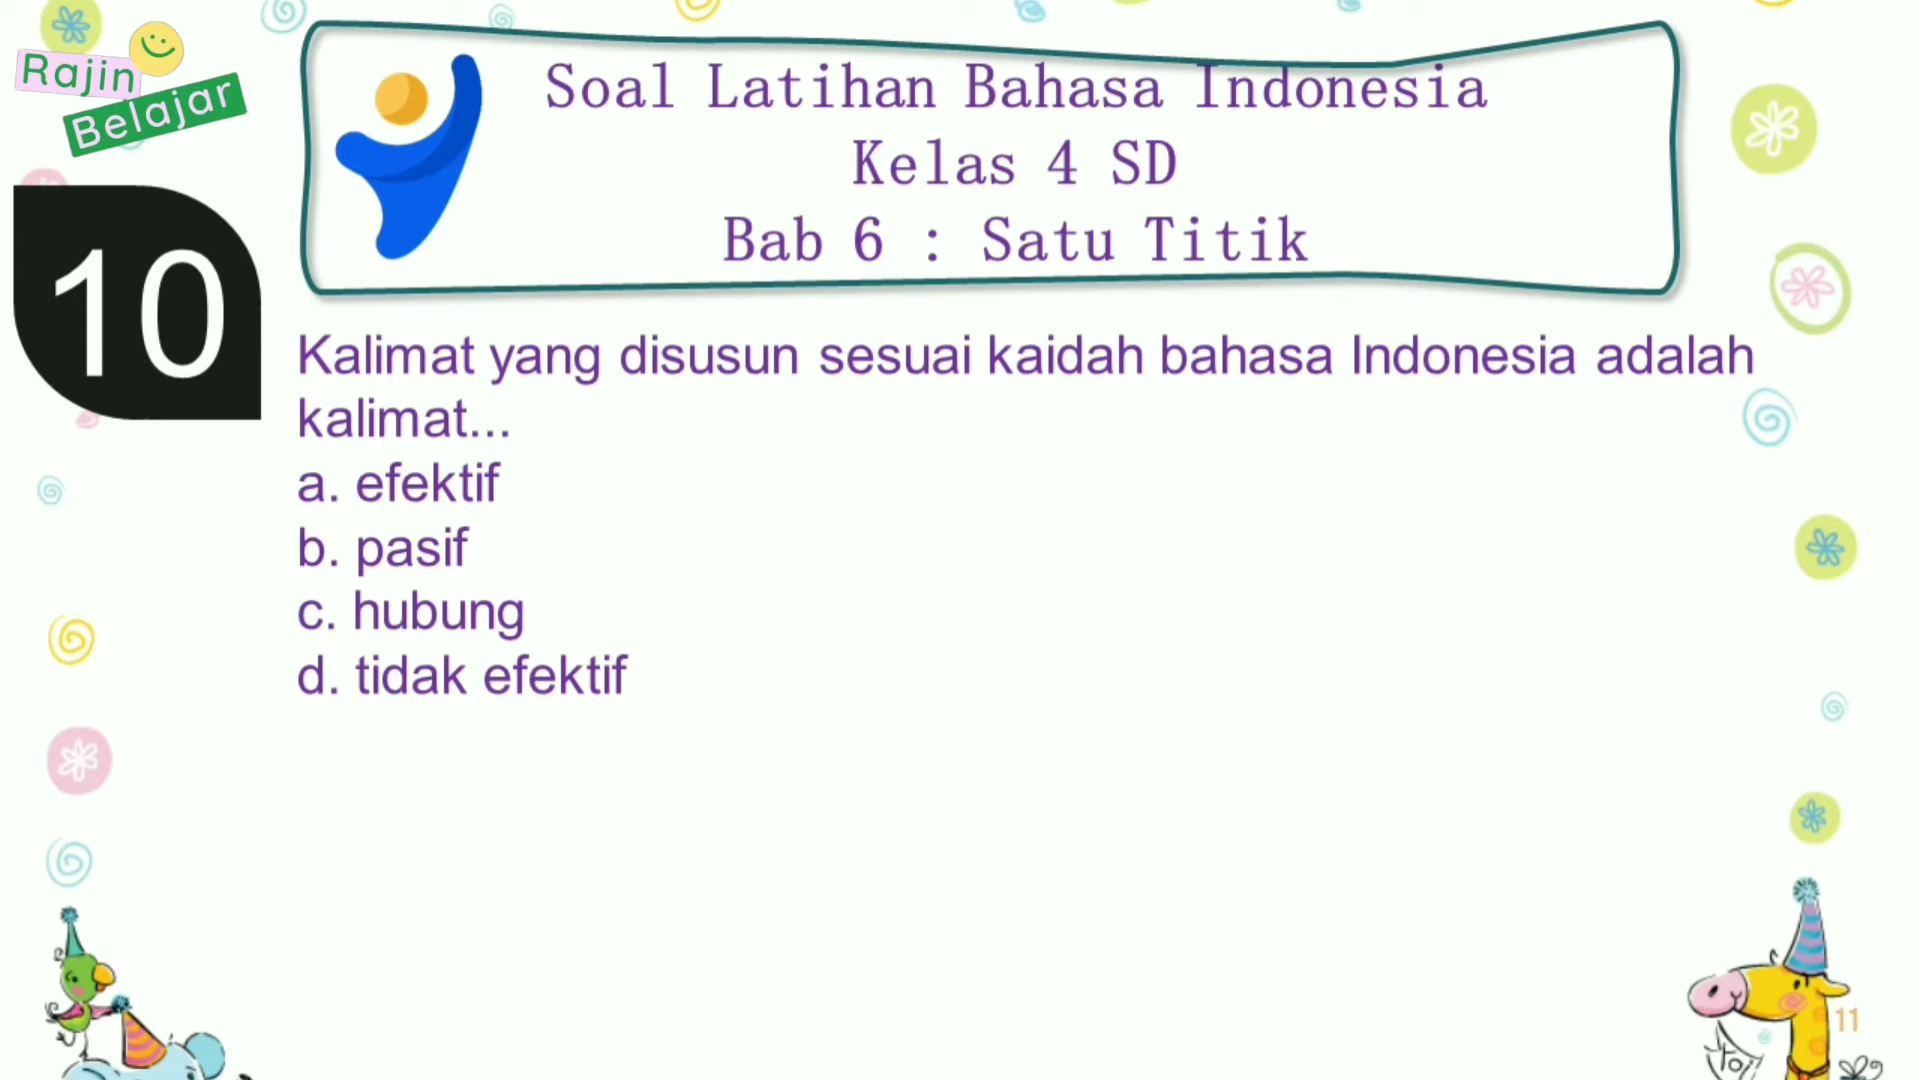 Rajin
Belajar
Soal Latihan Bahasa Indonesia
Kelas 4 SD
Bab 6 : Satu Titik
10
Kalimat yang disusun sesuai kaidah bahasa Indonesia adalah
kalimat...
a. efektif
b. pasif
c. hubung
d. tidak efektif
11